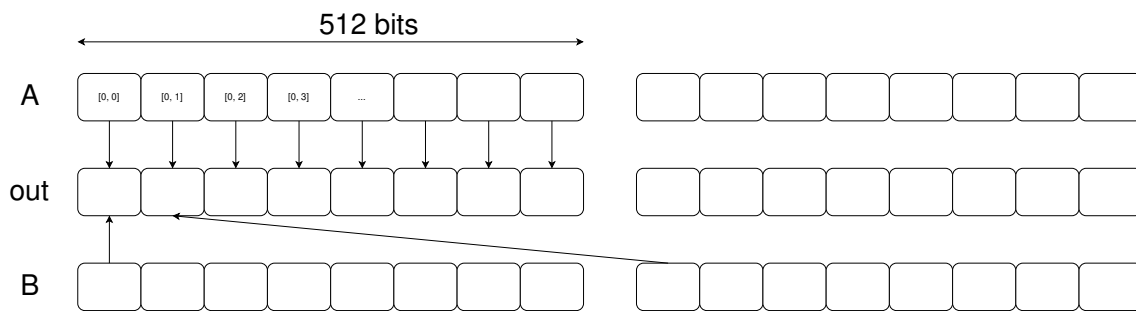 512 bits
A
[0, 0] [0, 1] [0, 2] [0, 3] ...
out
B